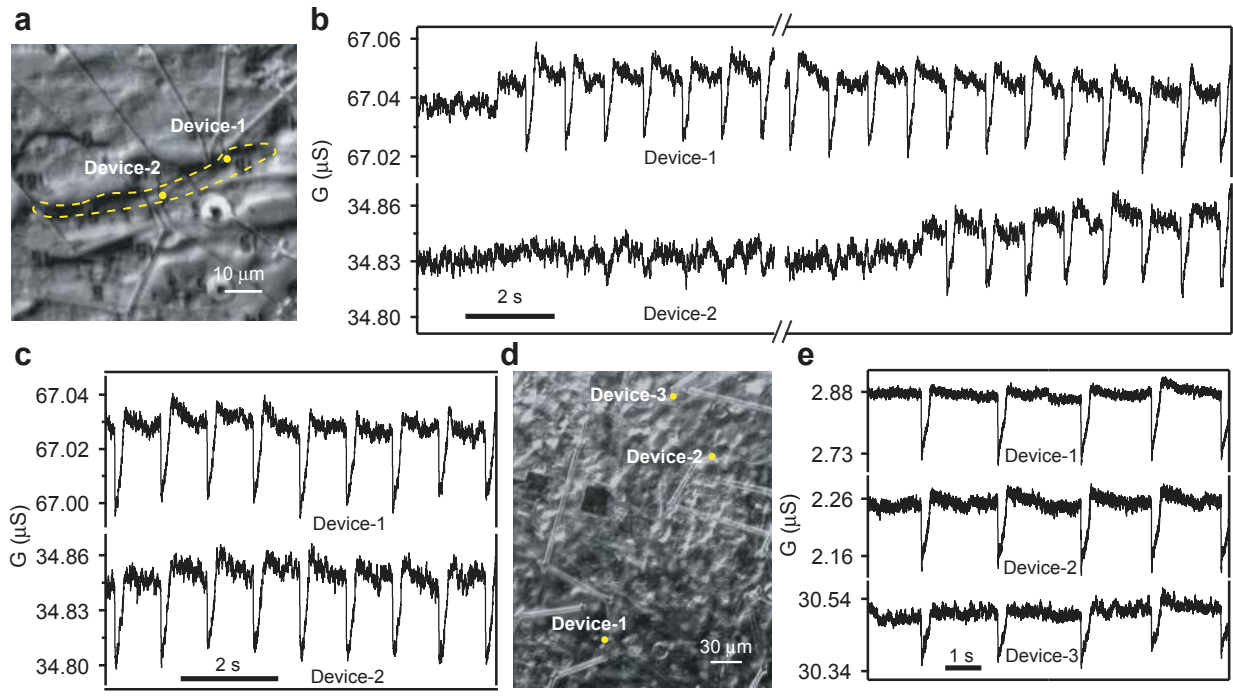 a
Device-1
Device-2
10 μm
b
G (μS)
67.06
67.04
67.02
Device-1
34.86
34.83
34.80
2 s
Device-2
c
G (μS)
67.04
67.02
67.00
Device-1
34.86
34.83
34.80
2 s
Device-2
d
Device-3
Device-2
Device-1
30 μm
e
G (μS)
2.88
2.73
Device-1
2.26
2.16
Device-2
30.54
30.34
1 s
Device-3